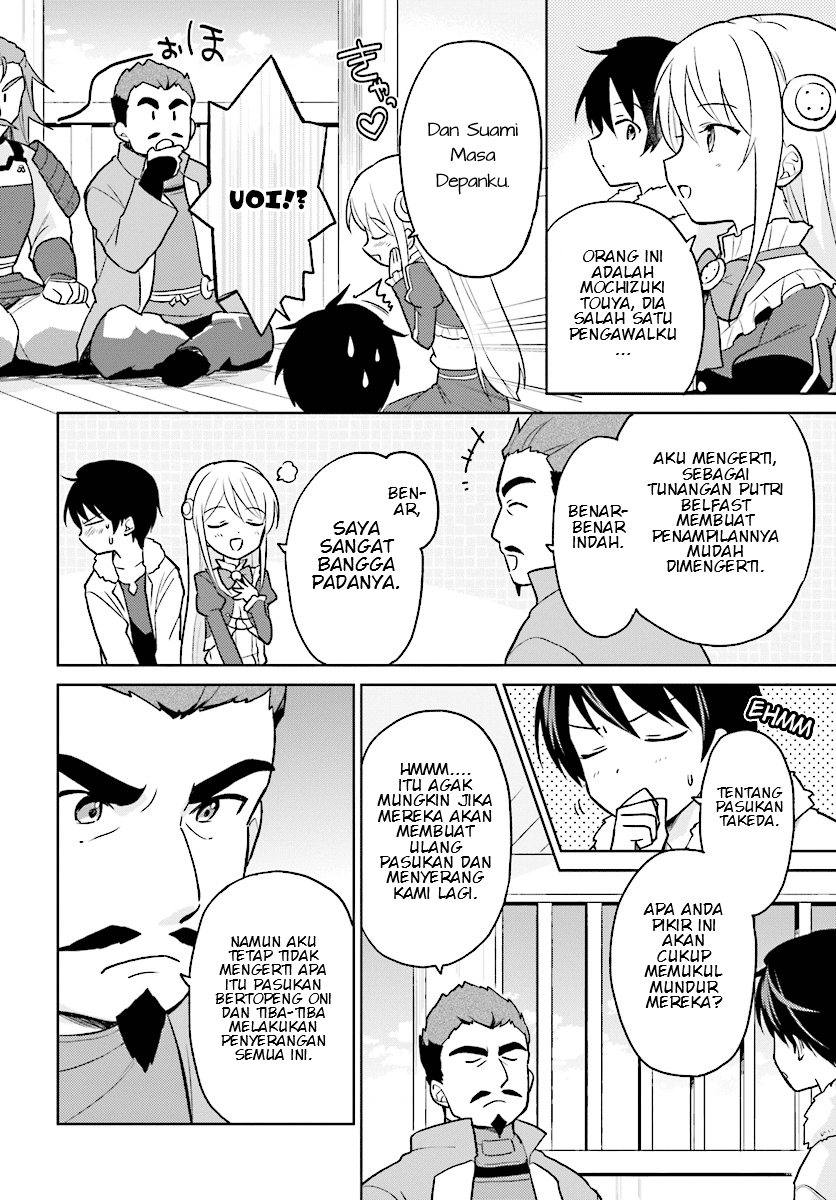 ORANG INI
ADALAH
MOCHIZUKI
TOUYA, DIA
SALAH SATU
PENGAWALKU
...
Dan Suami
Masa
Depanku.
きゃっ♡
UOI!?
おほ
AKU MENGERTI,
SEBAGAI
TUNANGAN PUTRI
BELFAST
MEMBUAT
PENAMPILANNYA
MUDAH
DIMENGERTI.
BENAR-
BENAR
INDAH.
BEN-
AR,
SAYA
SANGAT
BANGGA
PADANYA.
EHMM
TENTANG
PASUKAN
TAKEDA.
APA ANDA
PIKIR INI
AKAN
CUKUP
MEMUKUL
MUNDUR
MEREKA?
HMMM....
ITU AGAK
MUNGKIN JIKA
MEREKA AKAN
MEMBUAT
ULANG
PASUKAN DAN
MENYERANG
KAMI LAGI.
NAMUN AKU
TETAP TIDAK
MENGERTI APA
ITU PASUKAN
BERTOPENG ONI
DAN TIBA-TIBA
MELAKUKAN
PENYERANGAN
SEMUA INI.